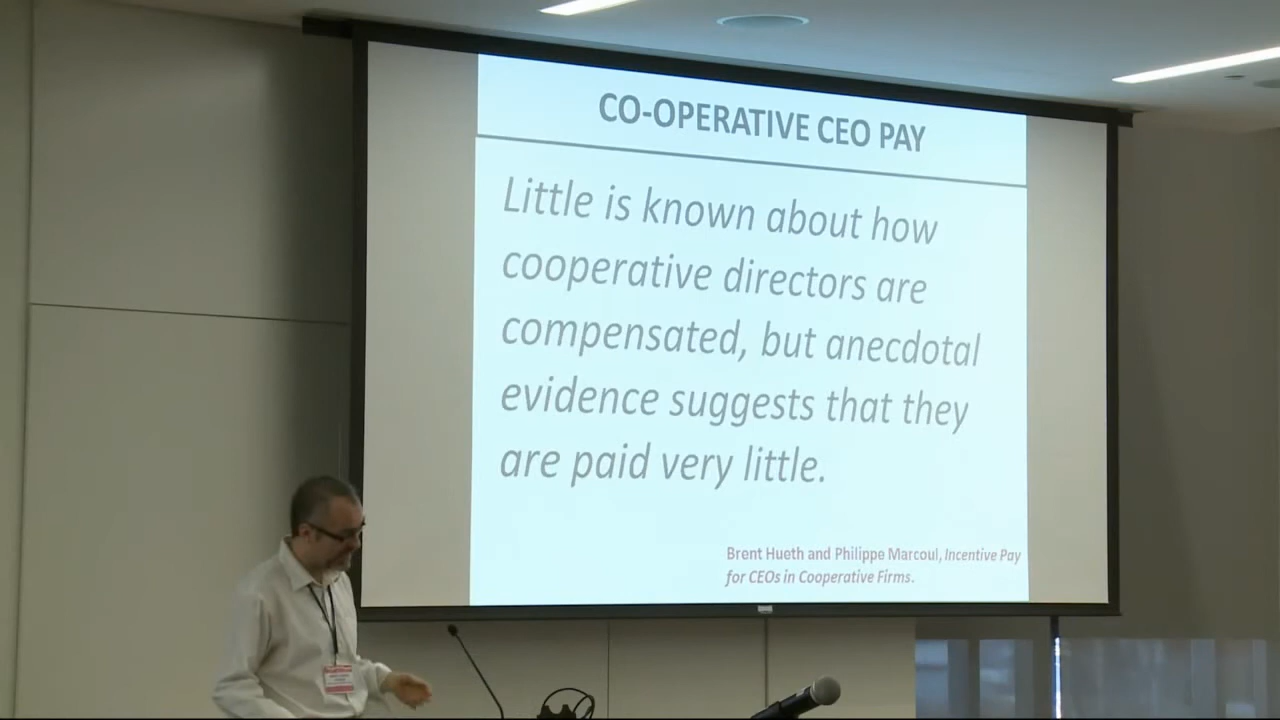 CO-OPERATIVE CEO PAY
Little is known about how
cooperative directors are
compensated, but anecdotal
evidence suggests that they
are paid very little.
Brent Hueth and Philippe Marcoul, Incentive Pay
for CEOs in Cooperative Firms.